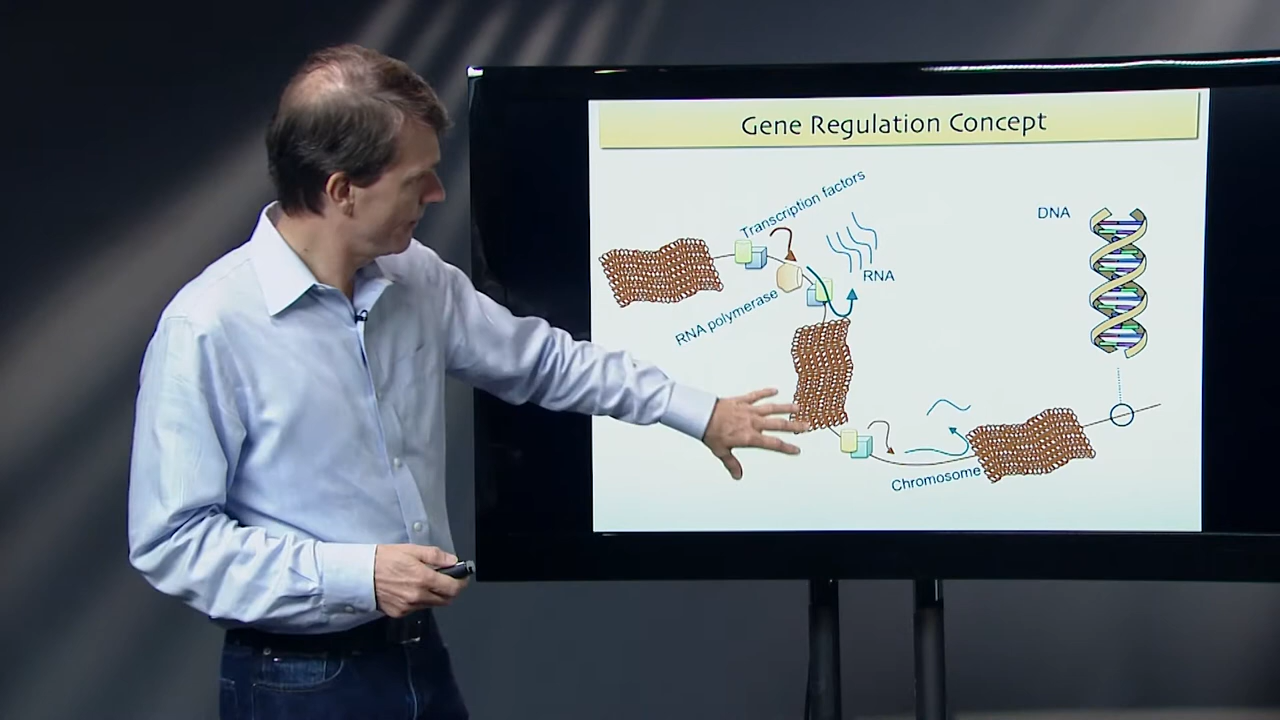 Gene Regulation Concept
Transcription factors
DNA
RNA
RNA polymerase
Chromosome